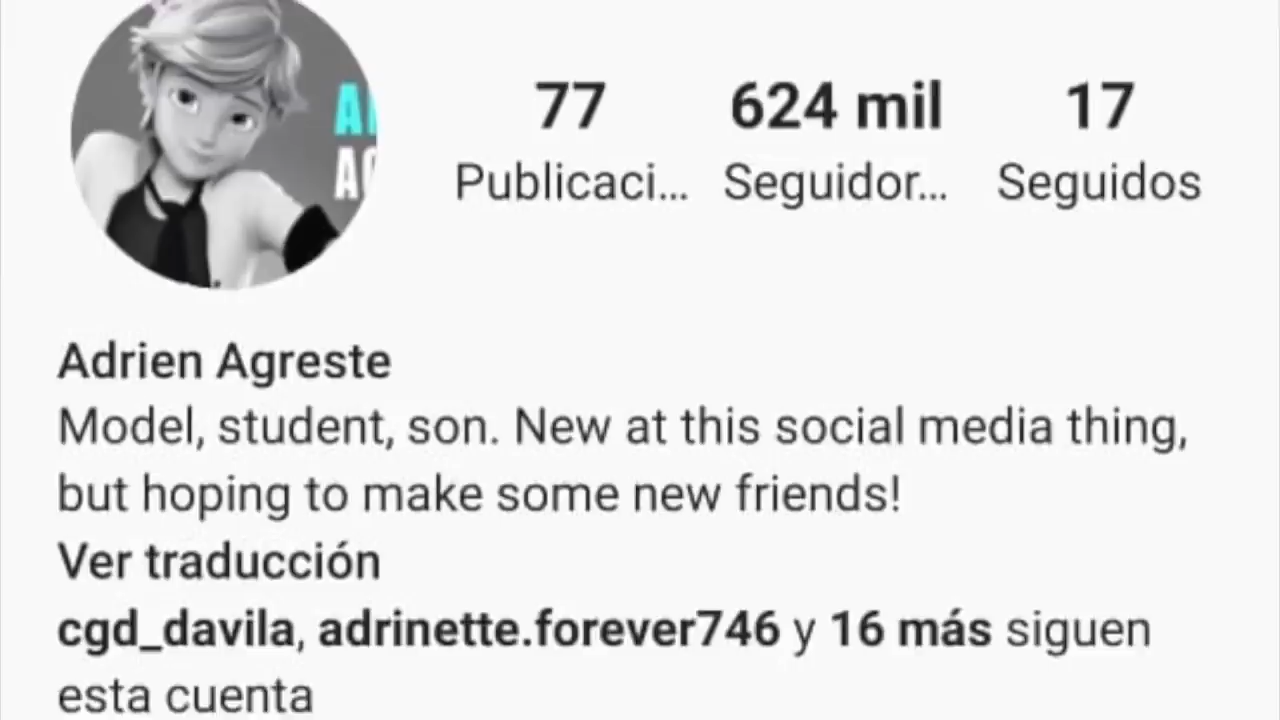 77
624 mil
17
Publicaci...
Seguidor...
Seguidos
Adrien Agreste
Model, student, son. New at this social media thing,
but hoping to make some new friends!
Ver traducción
cgd_davila, adrinette.forever746 y 16 más siguen
esta cuenta